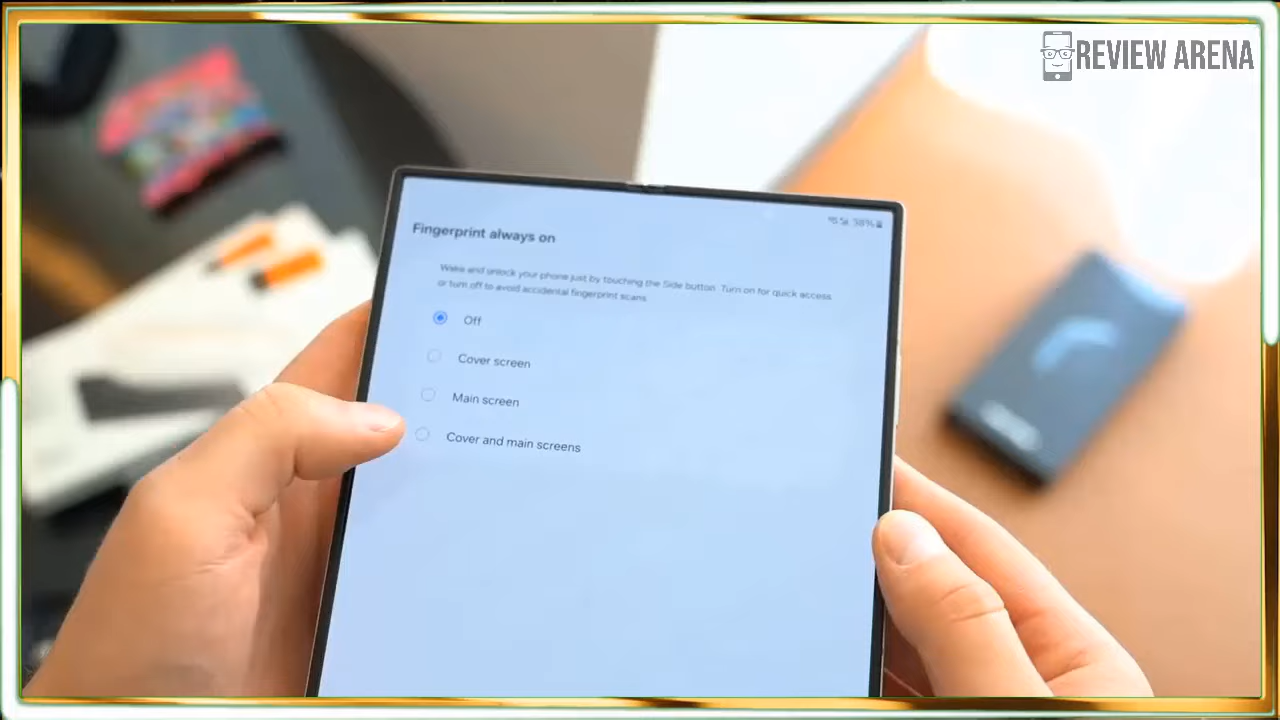 REVIEW ARENA
98%
Fingerprint always on
Wake and unlock your phone just by touching the Side button. Turn on for quick access
or turn off to avoid accidental fingerprint scans.
Off
Cover screen
Main screen
Cover and main screens